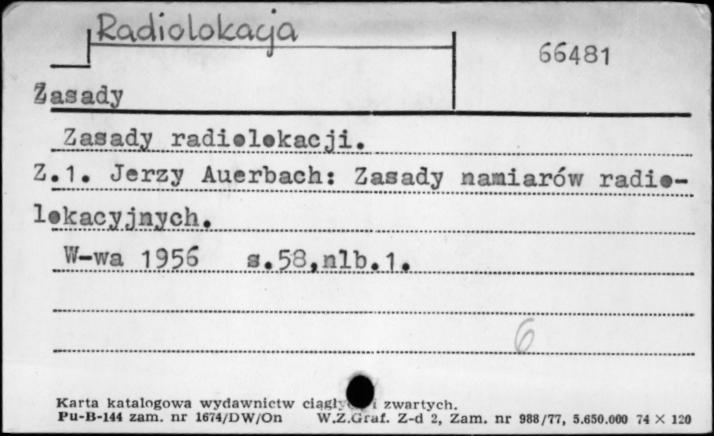 Radiolokacja
66481
Zasady
Zasady radiolokacji.
Z.1. Jerzy Auerbach: Zasady namiarów radio-
lokacyjnych.
W-wa 1956 s.58,nlb.1.
6
Karta katalogowa wydawnictw i zwartych.
Pu-B-144 zam. nr 1674/DW/On W.Z.Graf. Z-d 2, Zam. nr 988/77, 5.650.000 74 × 120